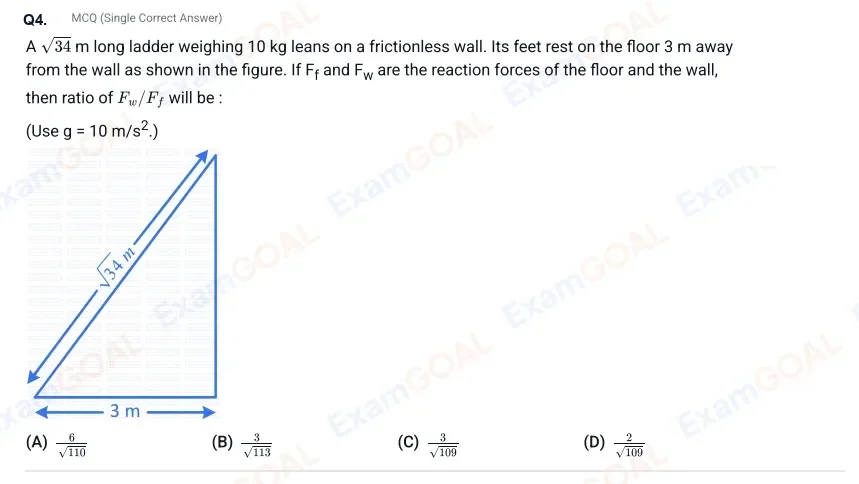 Q4. MCQ (Single Correct Answer)
A √34 m long ladder weighing 10 kg leans on a frictionless wall. Its feet rest on the floor 3 m away
from the wall as shown in the figure. If F_f and F_w are the reaction forces of the floor and the wall,
then ratio of F_w/F_f will be :
(Use g = 10 m/s².)
√34 m
3 m
(A) 6/√110 (B) 3/√113 (C) 3/√109 (D) 2/√109
ExamGOAL